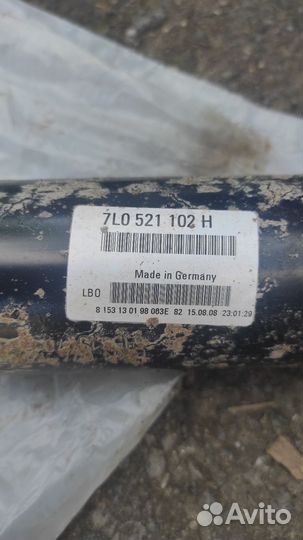 7L0 521 102 H
Made in Germany
LBO
8 153 13 01 98 063E 82 15.08.08 23:01:29
Avito